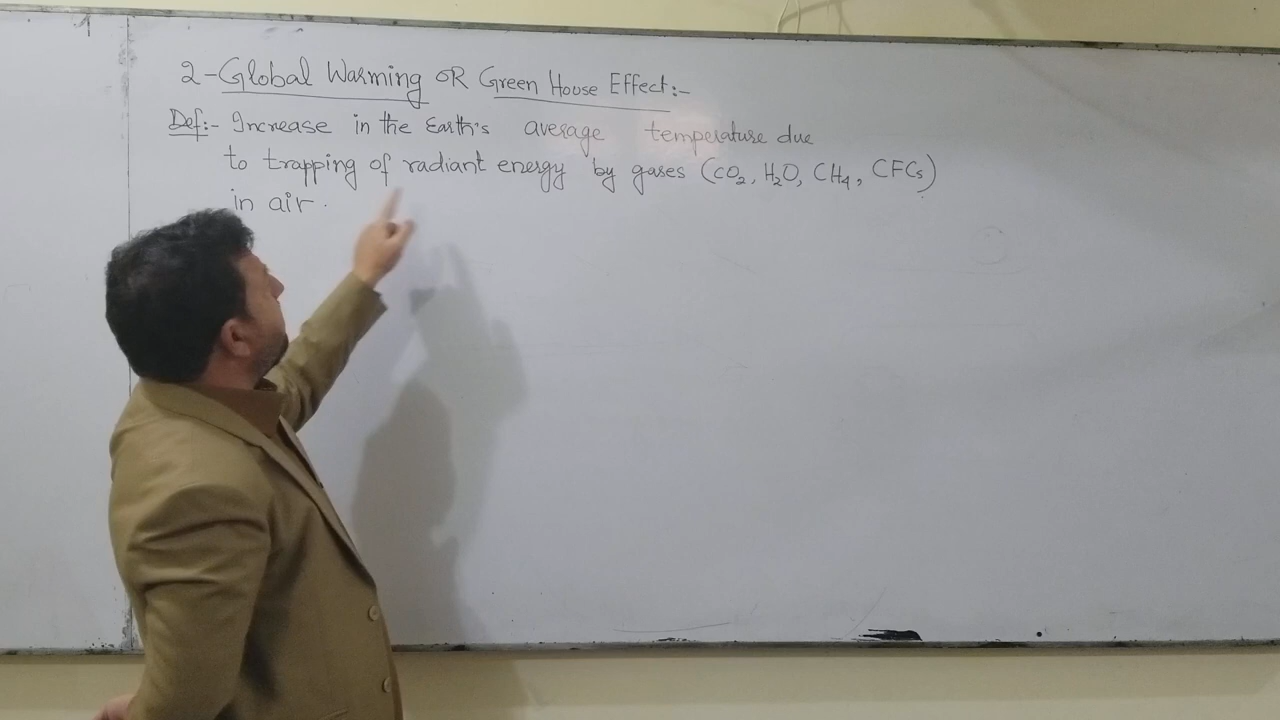 2-Global Warming OR Green House Effect:-
Def:- Increase in the Earth's average temperature due
to trapping of radiant energy by gases (CO₂, H₂O, CH₄, CFCs)
in air.